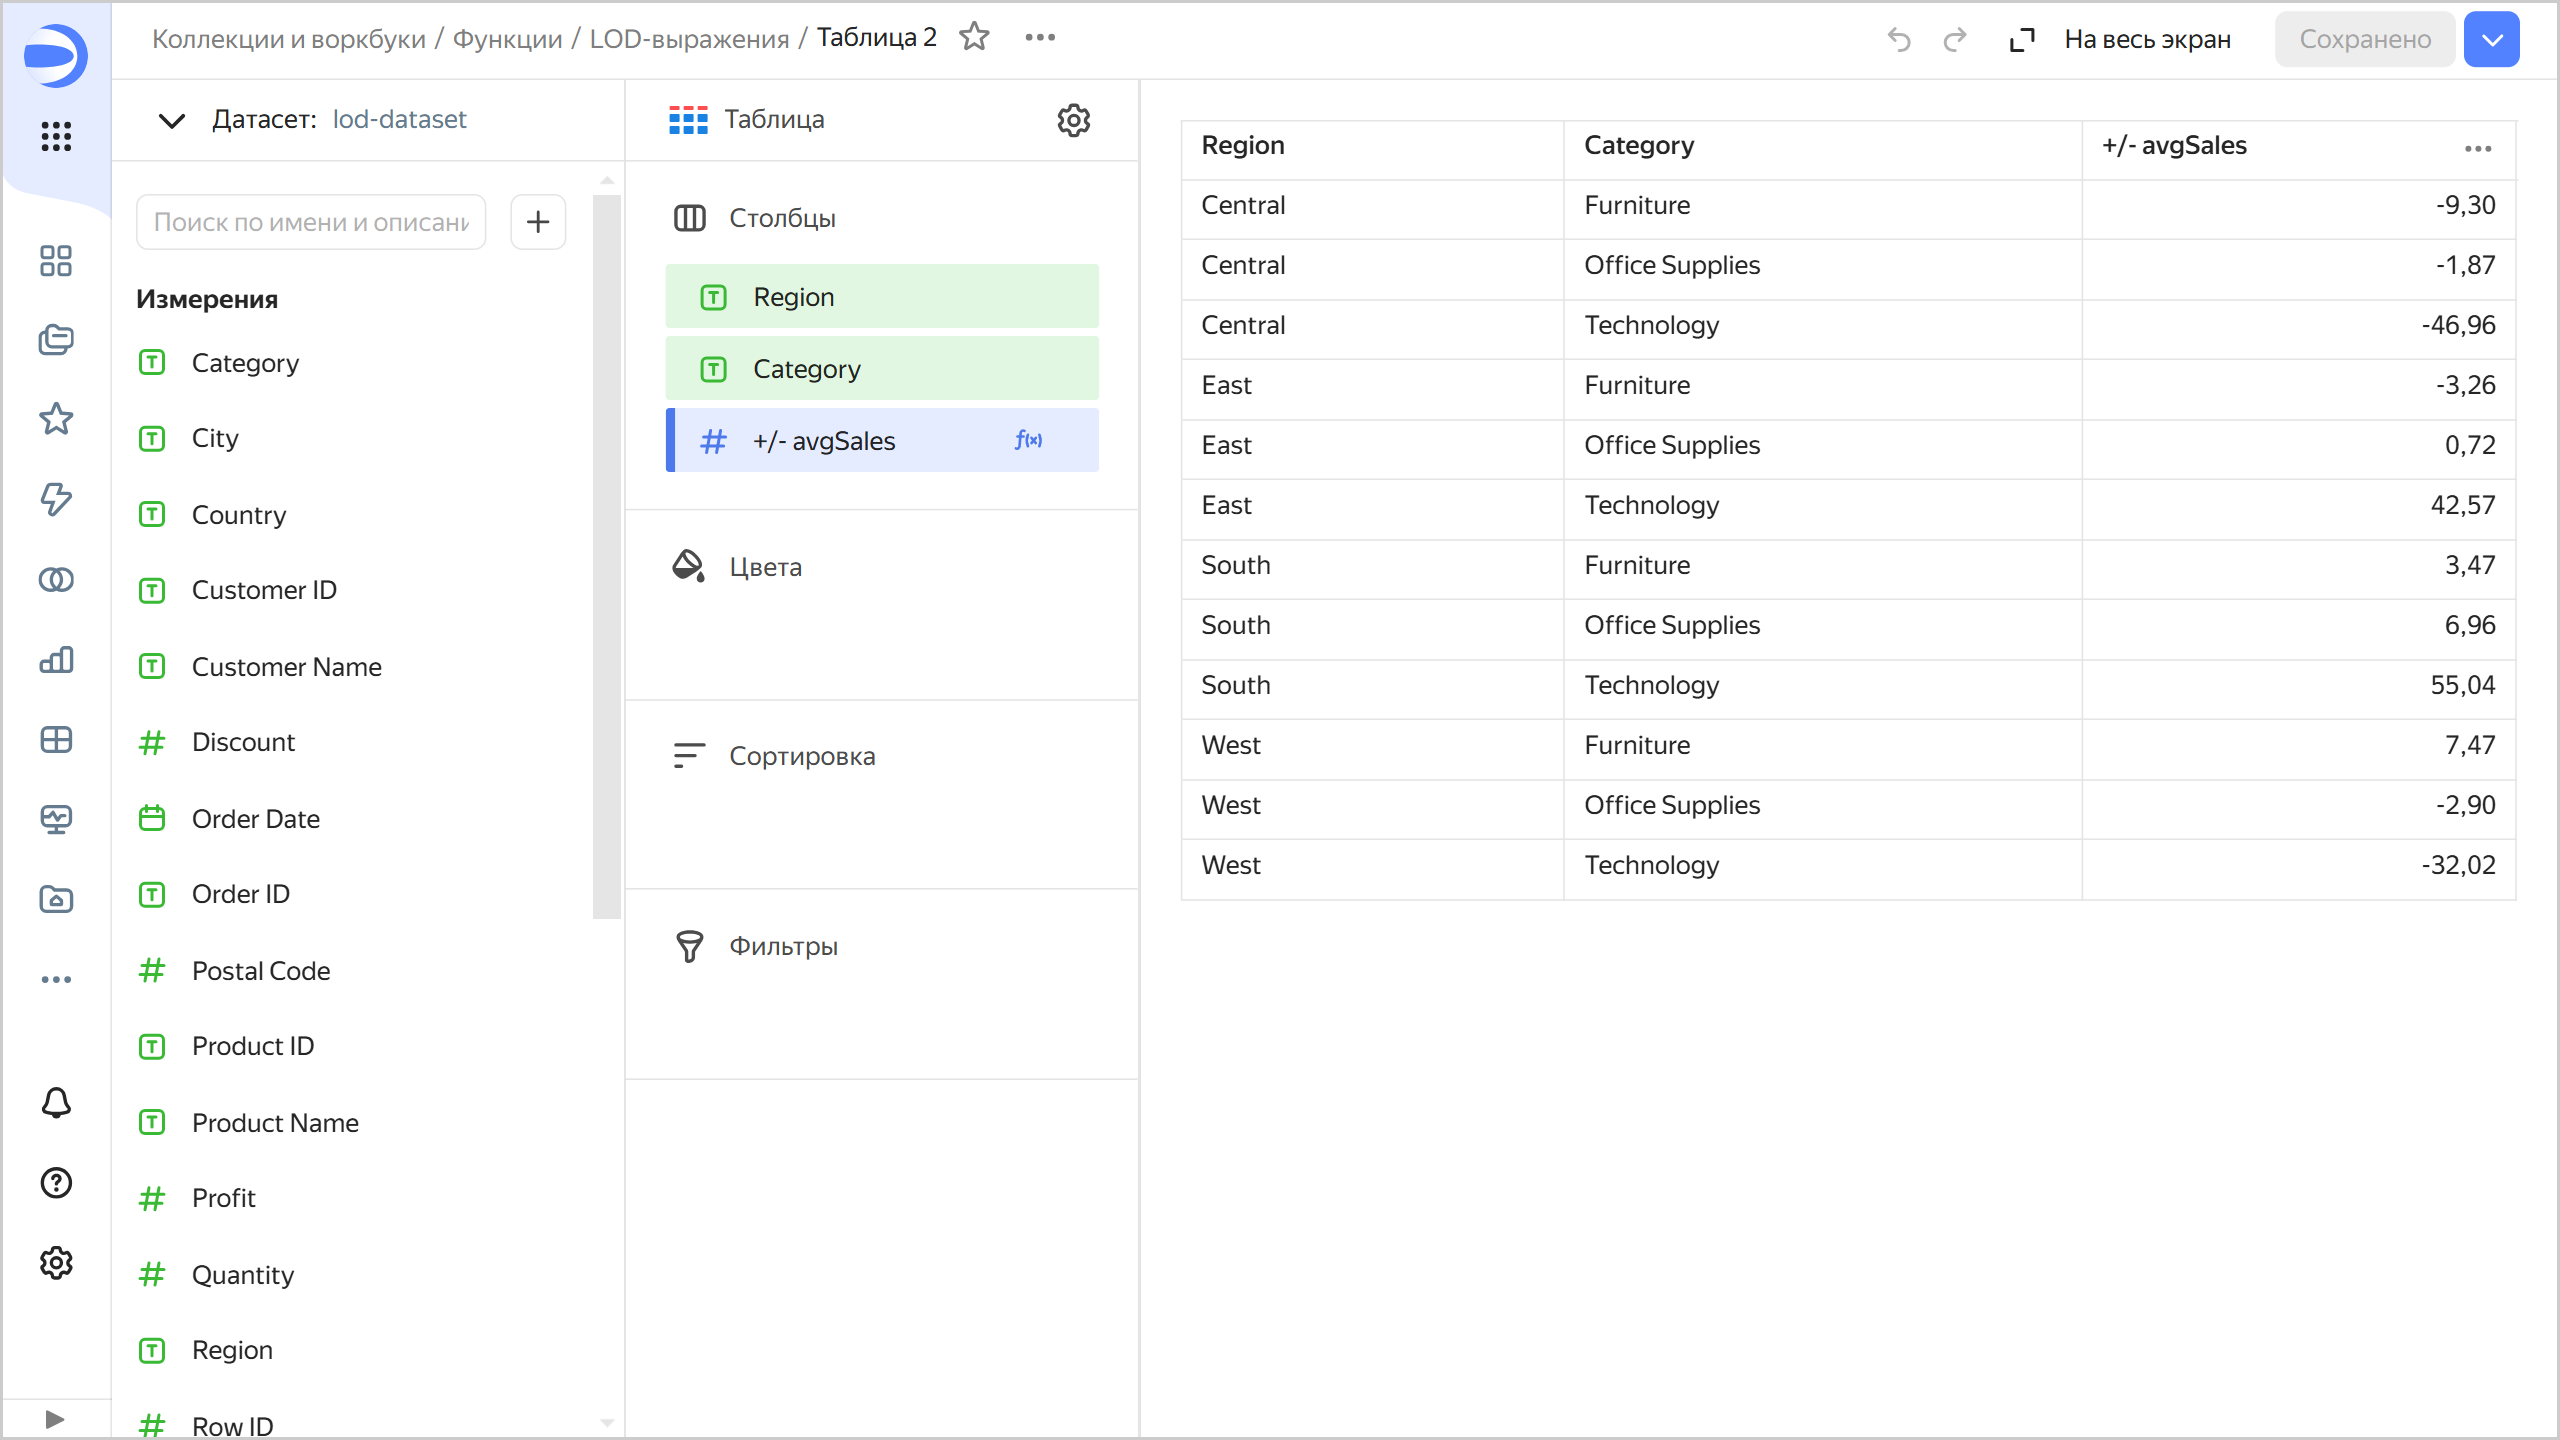 Коллекции и воркбуки / Функции / LOD-выражения / Таблица 2
На весь экран
Сохранено
Датасет: lod-dataset
Поиск по имени и описани
Измерения
Category
City
Country
Customer ID
Customer Name
Discount
Order Date
Order ID
Postal Code
Product ID
Product Name
Profit
Quantity
Region
Row ID
Таблица
Столбцы
Region
Category
+/- avgSales f(x)
Цвета
Сортировка
Фильтры
Region Category +/- avgSales
Central Furniture -9,30
Central Office Supplies -1,87
Central Technology -46,96
East Furniture -3,26
East Office Supplies 0,72
East Technology 42,57
South Furniture 3,47
South Office Supplies 6,96
South Technology 55,04
West Furniture 7,47
West Office Supplies -2,90
West Technology -32,02